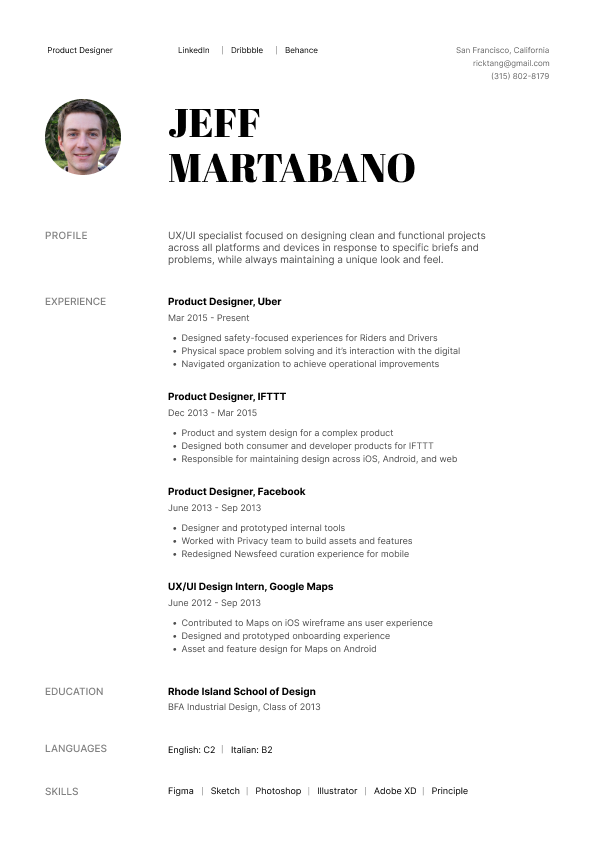 Product Designer
LinkedIn | Dribbble | Behance
San Francisco, California
ricktang@gmail.com
(315) 802-8179
JEFF
MARTABANO
PROFILE
UX/UI specialist focused on designing clean and functional projects
across all platforms and devices in response to specific briefs and
problems, while always maintaining a unique look and feel.
EXPERIENCE
Product Designer, Uber
Mar 2015 - Present
• Designed safety-focused experiences for Riders and Drivers
• Physical space problem solving and it's interaction with the digital
• Navigated organization to achieve operational improvements
Product Designer, IFTTT
Dec 2013 - Mar 2015
• Product and system design for a complex product
• Designed both consumer and developer products for IFTTT
• Responsible for maintaining design across iOS, Android, and web
Product Designer, Facebook
June 2013 - Sep 2013
• Designer and prototyped internal tools
• Worked with Privacy team to build assets and features
• Redesigned Newsfeed curation experience for mobile
UX/UI Design Intern, Google Maps
June 2012 - Sep 2013
• Contributed to Maps on iOS wireframe ans user experience
• Designed and prototyped onboarding experience
• Asset and feature design for Maps on Android
EDUCATION
Rhode Island School of Design
BFA Industrial Design, Class of 2013
LANGUAGES
English: C2 | Italian: B2
SKILLS
Figma | Sketch | Photoshop | Illustrator | Adobe XD | Principle